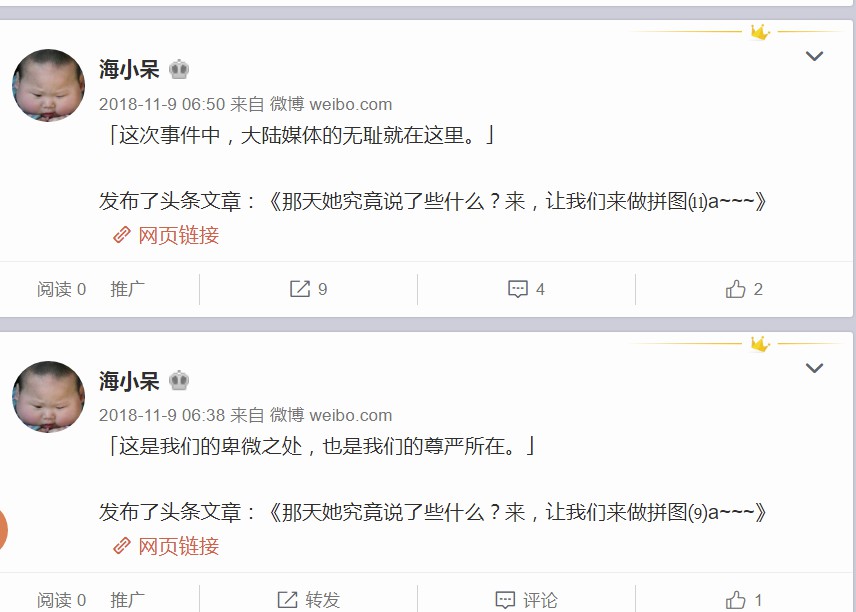 海小呆
2018-11-9 06:50 来自 微博 weibo.com
「这次事件中，大陆媒体的无耻就在这里。」
发布了头条文章：《那天她究竟说了些什么？来，让我们来做拼图⑾a~~~》
网页链接
阅读 0 推广 9 4 2
海小呆
2018-11-9 06:38 来自 微博 weibo.com
「这是我们的卑微之处，也是我们的尊严所在。」
发布了头条文章：《那天她究竟说了些什么？来，让我们来做拼图⑼a~~~》
网页链接
阅读 0 推广 转发 评论 1